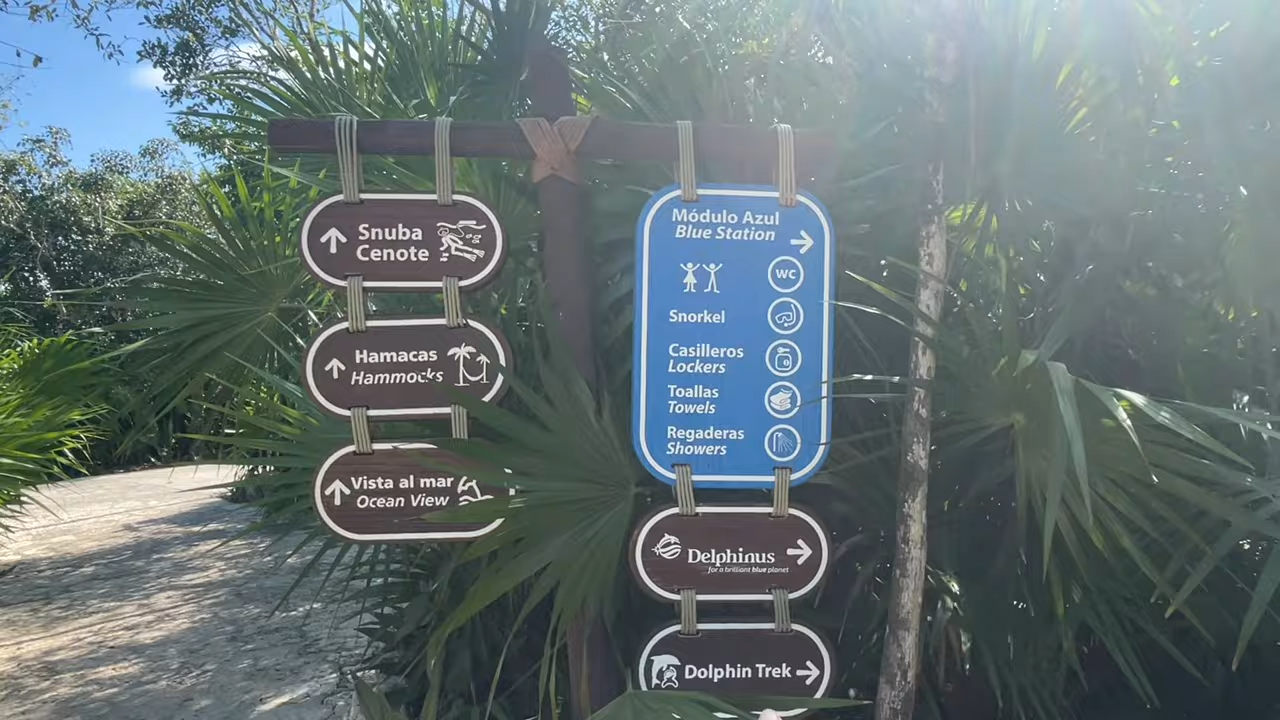 Snuba
Cenote
Hamacas
Hammocks
Vista al mar
Ocean View
Módulo Azul
Blue Station
WC
Snorkel
Casilleros
Lockers
Toallas
Towels
Regaderas
Showers
Delphinus
for a brilliant blue planet
Dolphin Trek